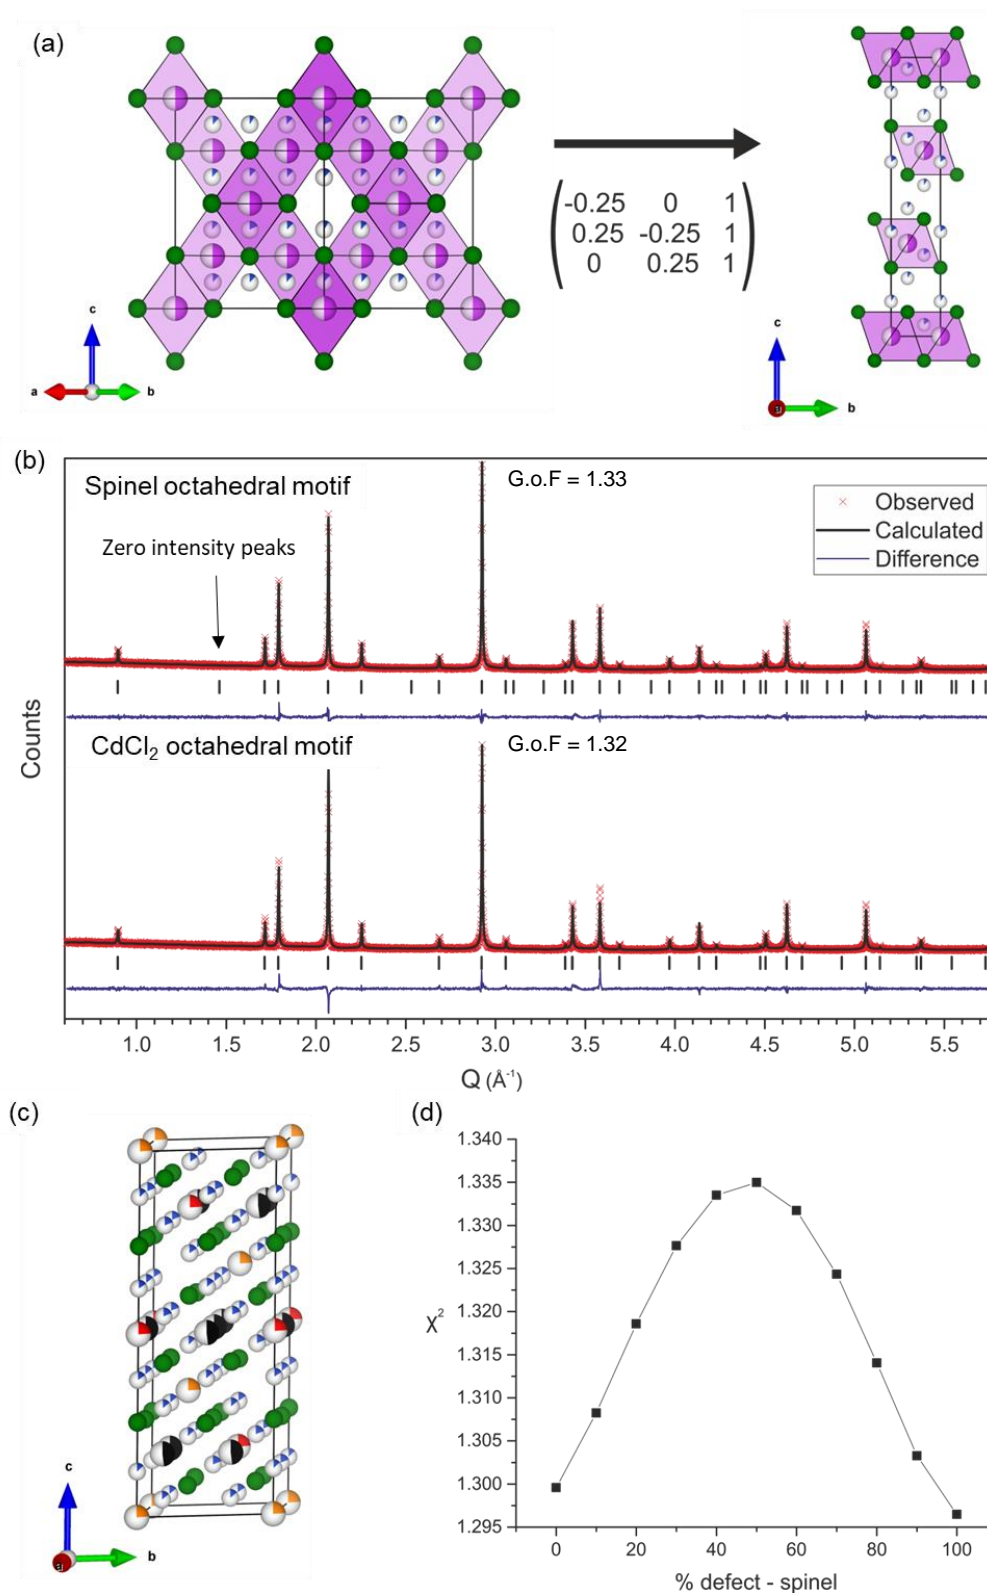 (a)
c
a
b
-0.25 0 1
0.25 -0.25 1
0 0.25 1
c
a
b
(b)
Spinel octahedral motif
G.o.F = 1.33
Zero intensity peaks
Observed
Calculated
Difference
CdCl2 octahedral motif
G.o.F = 1.32
Counts
1.0 1.5 2.0 2.5 3.0 3.5 4.0 4.5 5.0 5.5
Q (Å-1)
(c)
c
a
b
(d)
1.340
1.335
1.330
1.325
1.320
1.315
1.310
1.305
1.300
1.295
χ2
0 20 40 60 80 100
% defect - spinel